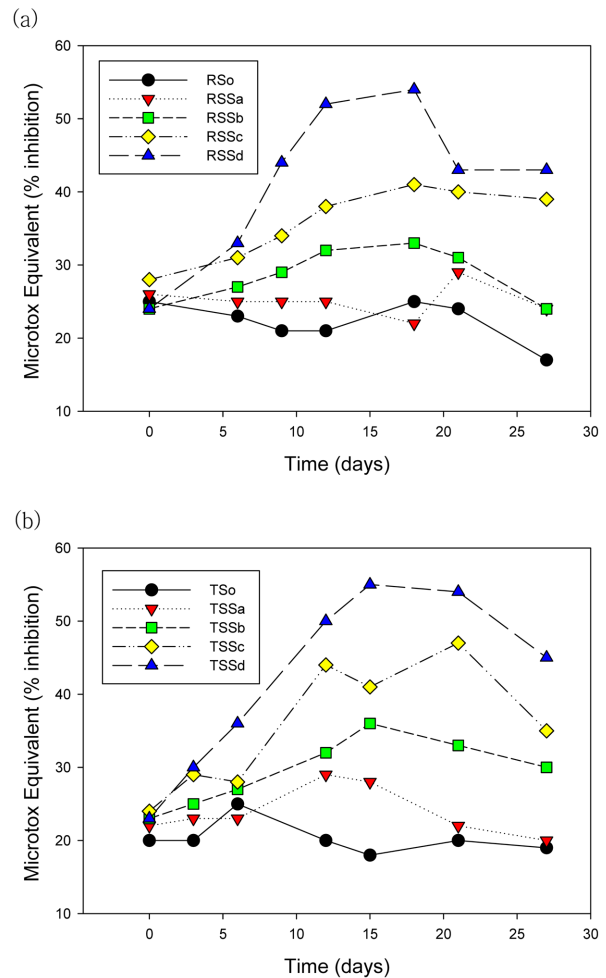 (a)
60
50
40
30
20
10
Microtox Equivalent (% inhibition)
RSo
RSSa
RSSb
RSSc
RSSd
0 5 10 15 20 25 30
Time (days)
(b)
60
50
40
30
20
10
Microtox Equivalent (% inhibition)
TSo
TSSa
TSSb
TSSc
TSSd
0 5 10 15 20 25 30
Time (days)